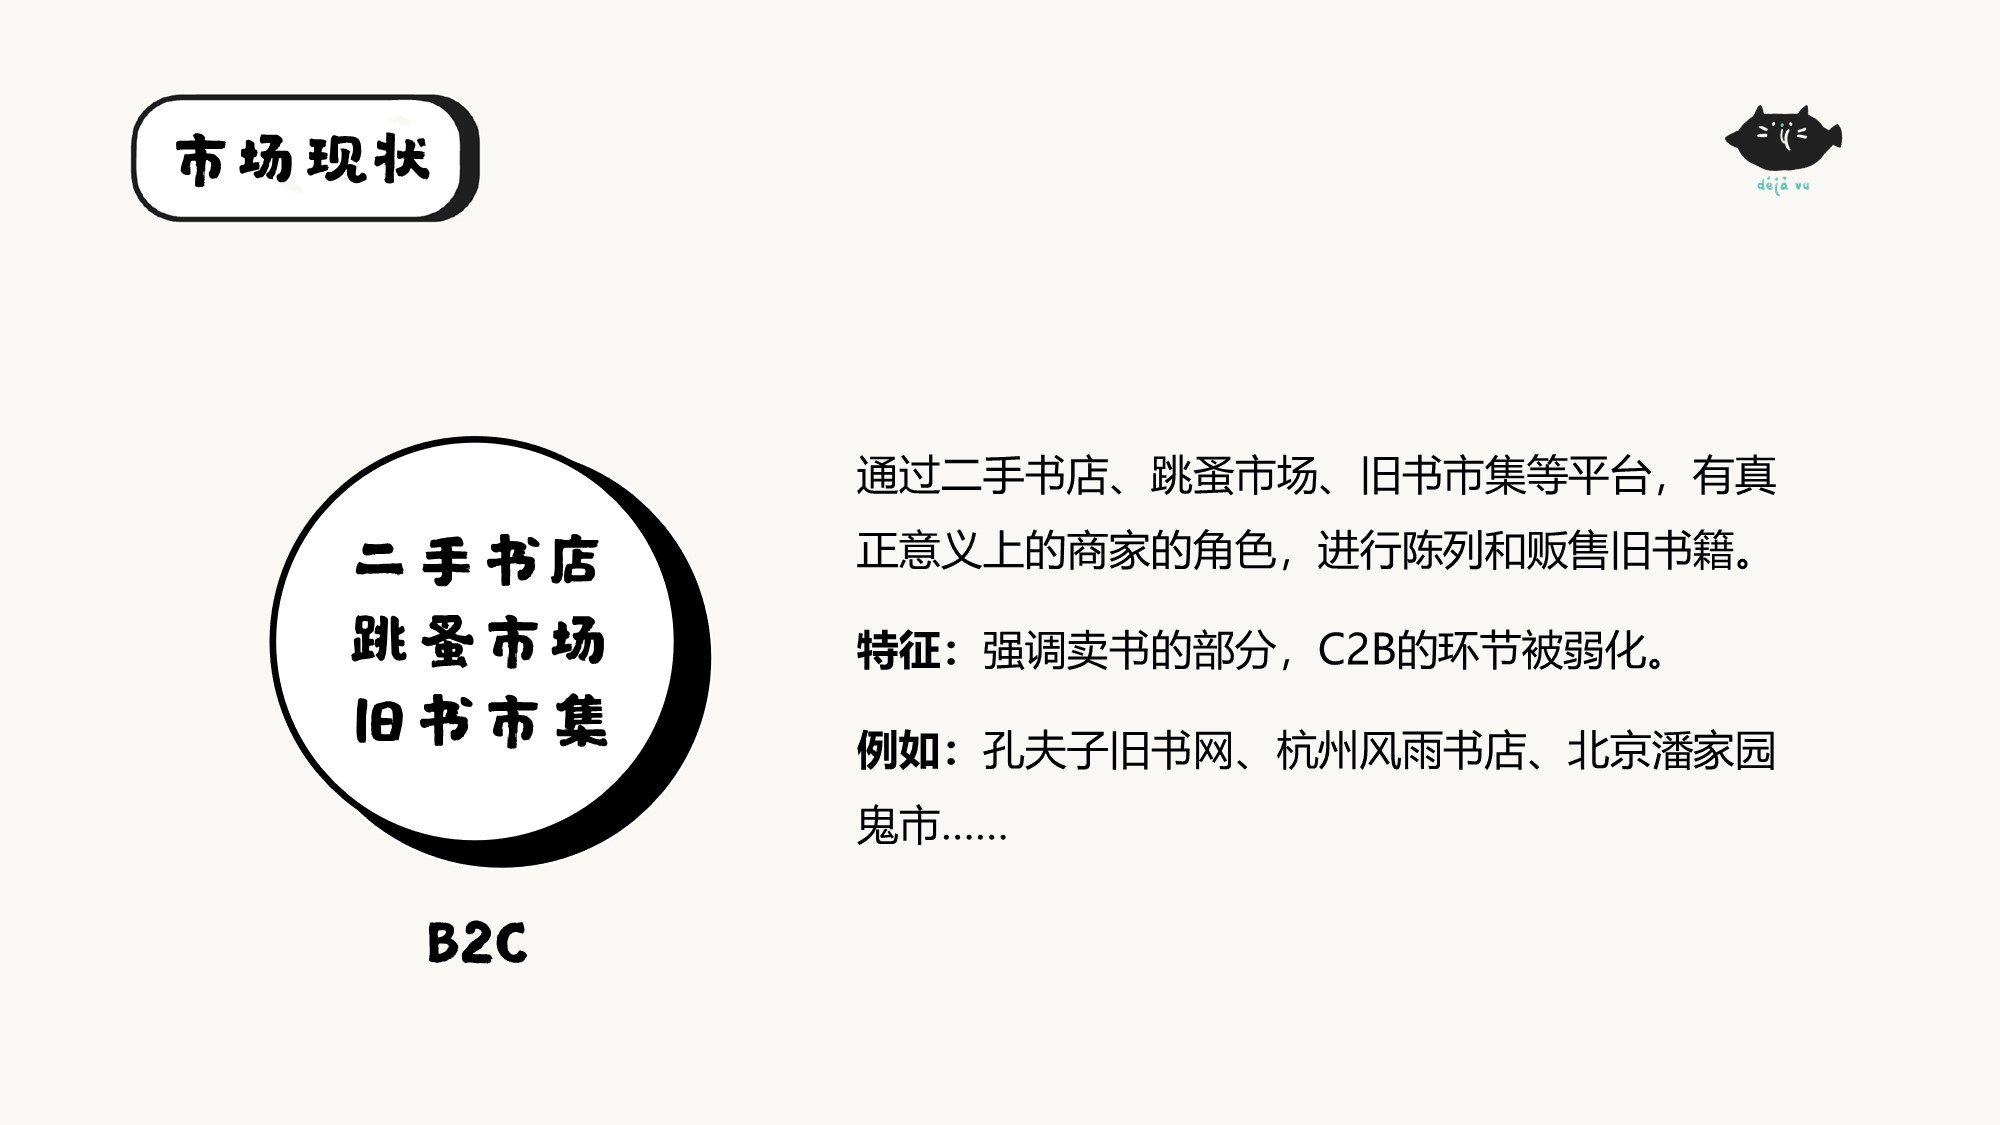 市场现状
déjà vu
二手书店
跳蚤市场
旧书市集
B2C
通过二手书店、跳蚤市场、旧书市集等平台，有真
正意义上的商家的角色，进行陈列和贩售旧书籍。
特征：强调卖书的部分，C2B的环节被弱化。
例如：孔夫子旧书网、杭州风雨书店、北京潘家园
鬼市……